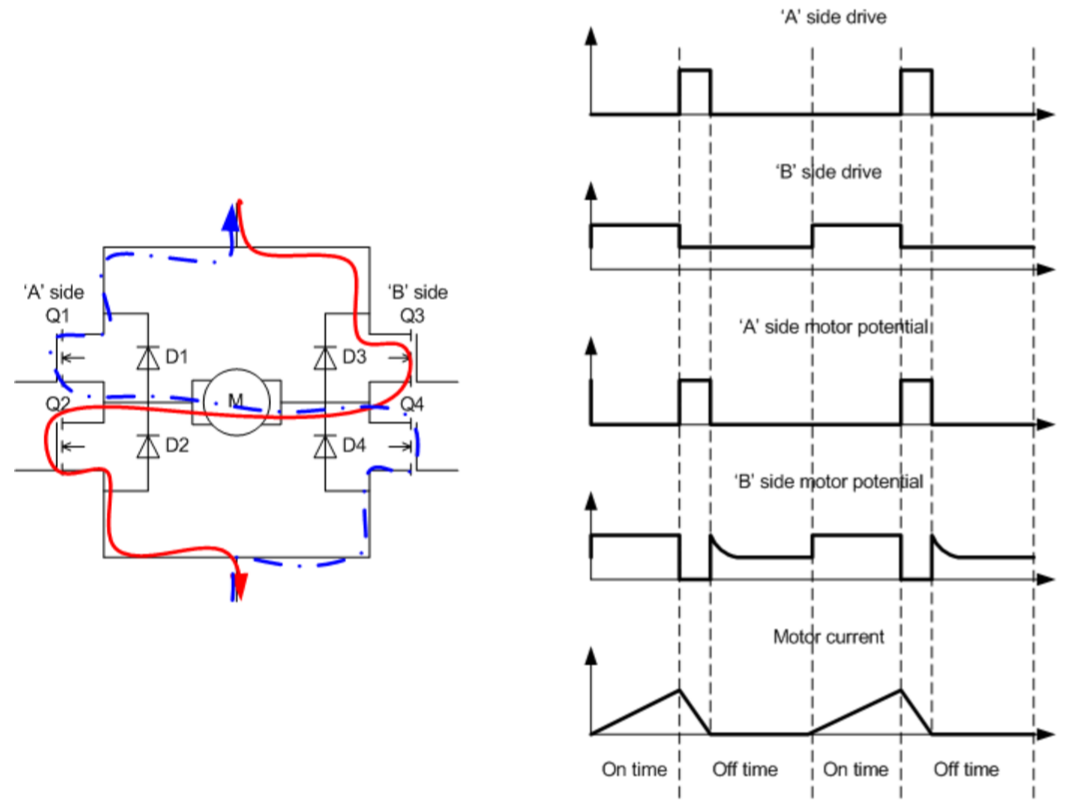 'A' side
Q1
D1
Q2
D2
M
'B' side
Q3
D3
Q4
D4
'A' side drive
'B' side drive
'A' side motor potential
'B' side motor potential
Motor current
On time
Off time
On time
Off time